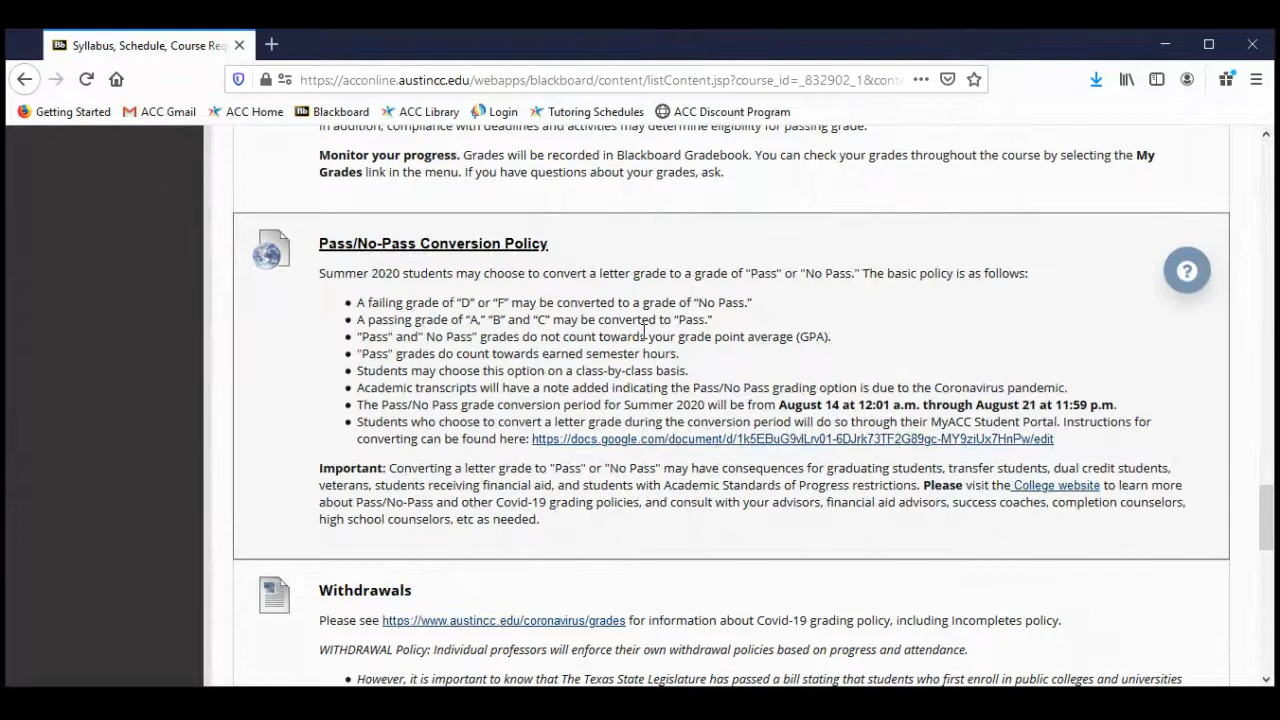 Syllabus, Schedule, Course Req
https://acconline.austincc.edu/webapps/blackboard/content/listContent.jsp?course_id=_832902_1&cont
Getting Started ACC Gmail ACC Home Bb Blackboard ACC Library Login Tutoring Schedules ACC Discount Program
In addition, compliance with deadlines and activities may determine eligibility for passing grade.
Monitor your progress. Grades will be recorded in Blackboard Gradebook. You can check your grades throughout the course by selecting the My
Grades link in the menu. If you have questions about your grades, ask.
Pass/No-Pass Conversion Policy
Summer 2020 students may choose to convert a letter grade to a grade of "Pass" or "No Pass." The basic policy is as follows:
• A failing grade of “D” or “F” may be converted to a grade of “No Pass.”
• A passing grade of “A,” “B” and “C” may be converted to “Pass.”
• "Pass" and" No Pass" grades do not count towards your grade point average (GPA).
• "Pass" grades do count towards earned semester hours.
• Students may choose this option on a class-by-class basis.
• Academic transcripts will have a note added indicating the Pass/No Pass grading option is due to the Coronavirus pandemic.
• The Pass/No Pass grade conversion period for Summer 2020 will be from August 14 at 12:01 a.m. through August 21 at 11:59 p.m.
• Students who choose to convert a letter grade during the conversion period will do so through their MyACC Student Portal. Instructions for
converting can be found here:
Important: Converting a letter grade to "Pass" or "No Pass" may have consequences for graduating students, transfer students, dual credit students,
veterans, students receiving financial aid, and students with Academic Standards of Progress restrictions. Please visit the College website to learn more
about Pass/No-Pass and other Covid-19 grading policies, and consult with your advisors, financial aid advisors, success coaches, completion counselors,
high school counselors, etc as needed.
Withdrawals
Please see https://www.austincc.edu/coronavirus/grades for information about Covid-19 grading policy, including Incompletes policy.
WITHDRAWAL Policy: Individual professors will enforce their own withdrawal policies based on progress and attendance.
• However, it is important to know that The Texas State Legislature has passed a bill stating that students who first enroll in public colleges and universities